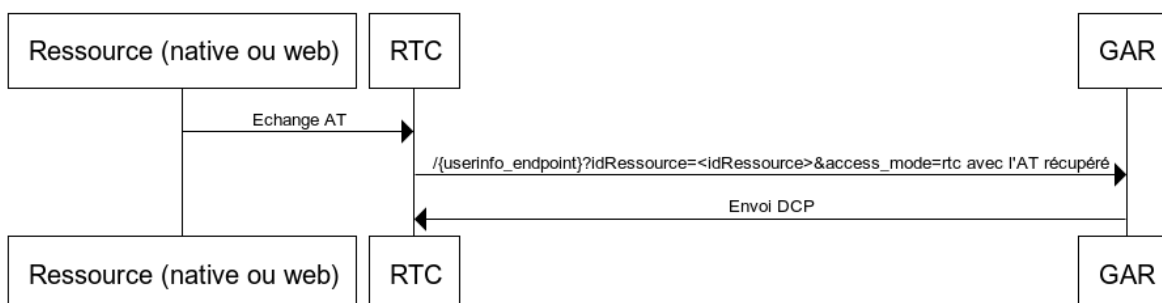 Ressource (native ou web) RTC GAR
Echange AT
/{userinfo_endpoint}?idRessource=<idRessource>&access_mode=rtc avec l'AT récupéré
Envoi DCP
Ressource (native ou web) RTC GAR